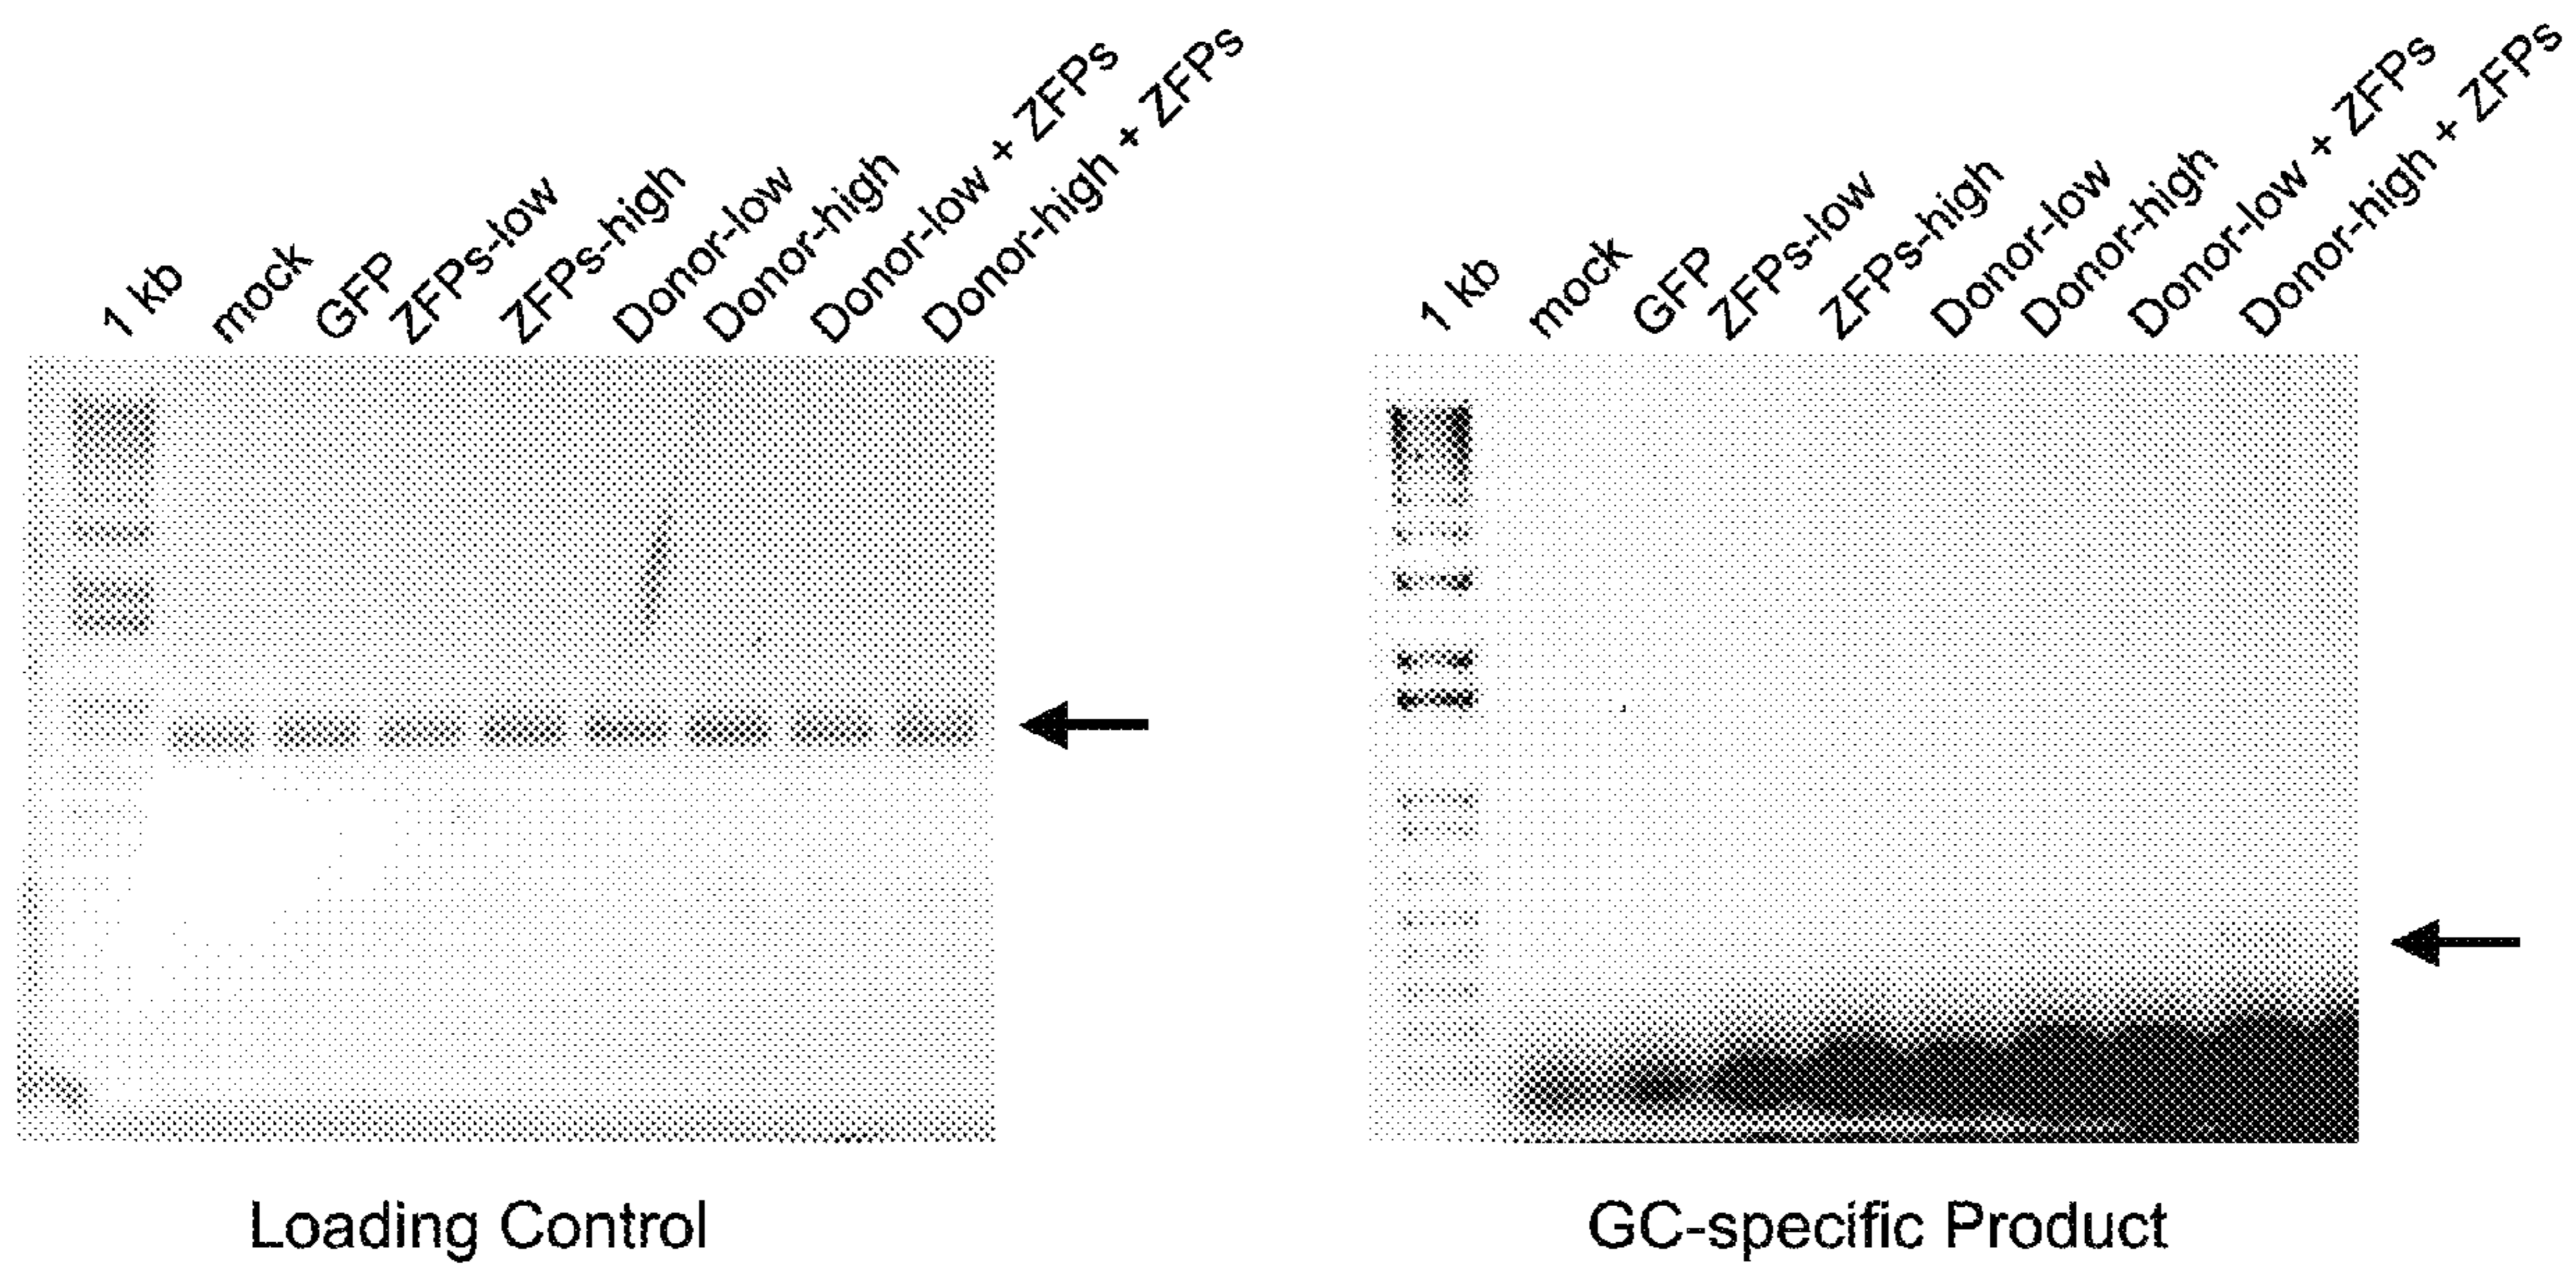 1 kb
mock
GFP
ZFPs-low
ZFPs-high
Donor-low
Donor-high
Donor-low + ZFPs
Donor-high + ZFPs
1 kb
mock
GFP
ZFPs-low
ZFPs-high
Donor-low
Donor-high
Donor-low + ZFPs
Donor-high + ZFPs
Loading Control
GC-specific Product